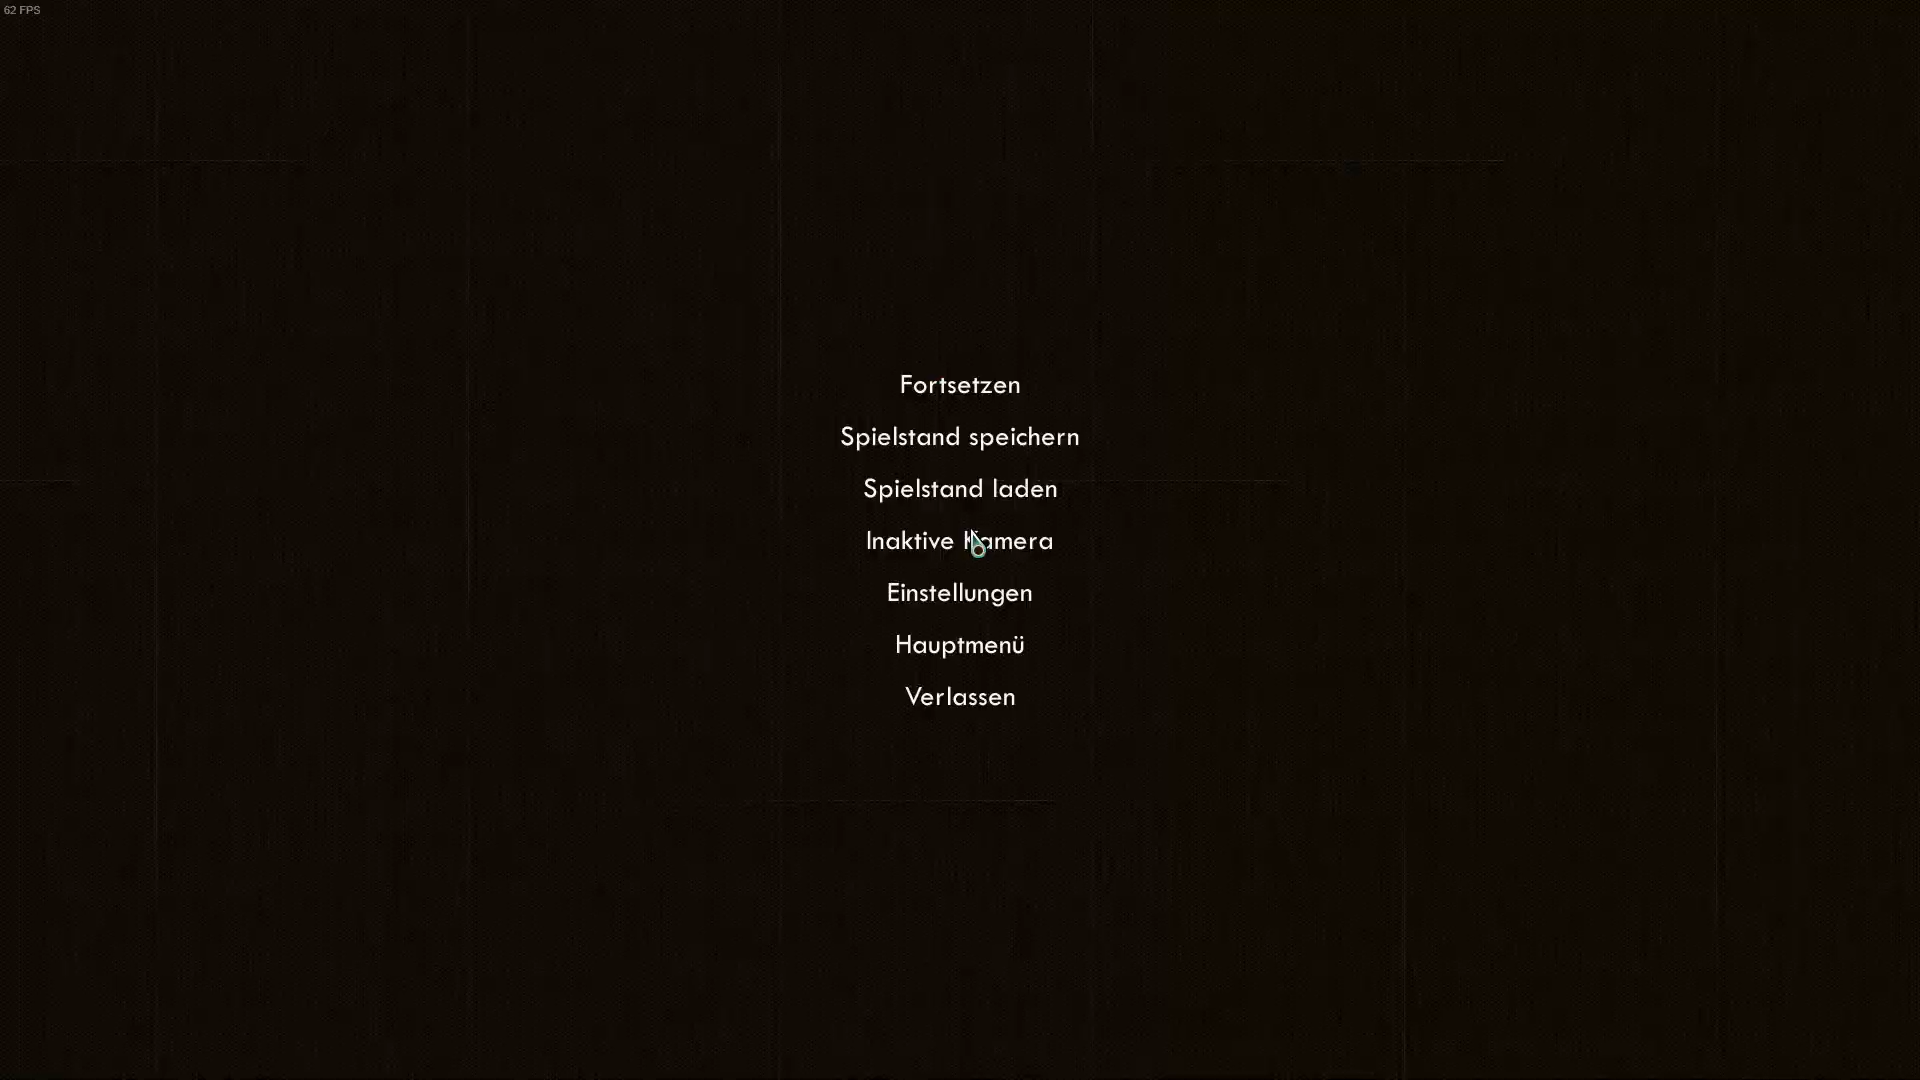 62 FPS
Fortsetzen
Spielstand speichern
Spielstand laden
Inaktive Kamera
Einstellungen
Hauptmenü
Verlassen